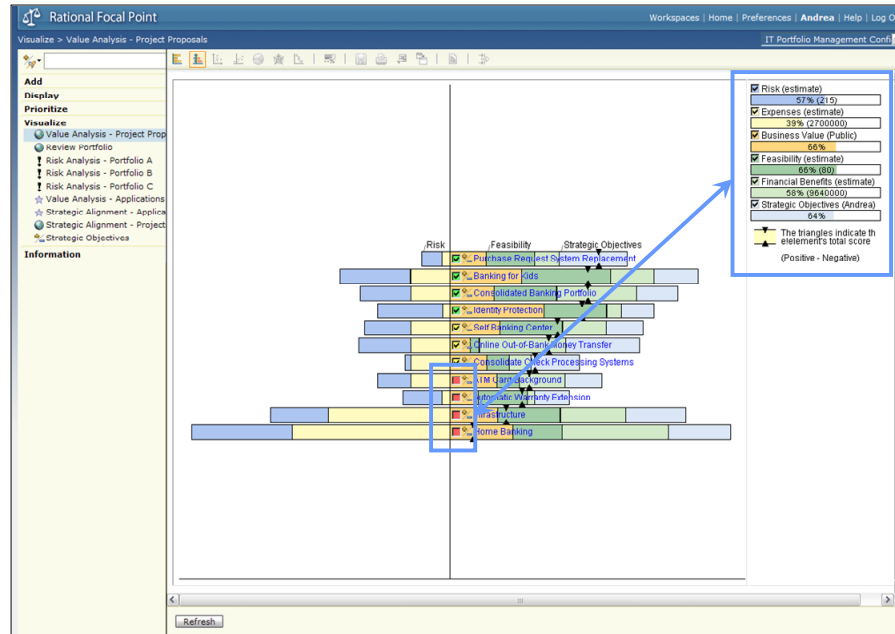 Rational Focal Point
Workspaces | Home | Preferences | Andrea | Help | Log O
Visualize > Value Analysis - Project Proposals
IT Portfolio Management Confi
Add
Display
Prioritize
Visualize
Value Analysis - Project Prop
Review Portfolio
Risk Analysis - Portfolio A
Risk Analysis - Portfolio B
Risk Analysis - Portfolio C
Value Analysis - Applications
Strategic Alignment - Applica
Strategic Alignment - Project
Strategic Objectives
Information
Risk (estimate)
57% (215)
Expenses (estimate)
39% (2700000)
Business Value (Public)
66%
Feasibility (estimate)
66% (80)
Financial Benefits (estimate)
58% (9640000)
Strategic Objectives (Andrea)
64%
The triangles indicate th
elelement's total score
(Positive - Negative)
Risk Feasibility Strategic Objectives
Purchase Request System Replacement
Banking for Kids
Consolidated Banking Portfolio
Identity Protection
Self Banking Center
Online Out-of-Bank Money Transfer
Consolidate Check Processing Systems
ATM Card Background
Automatic Warranty Extension
Infrastructure
Home Banking
Refresh